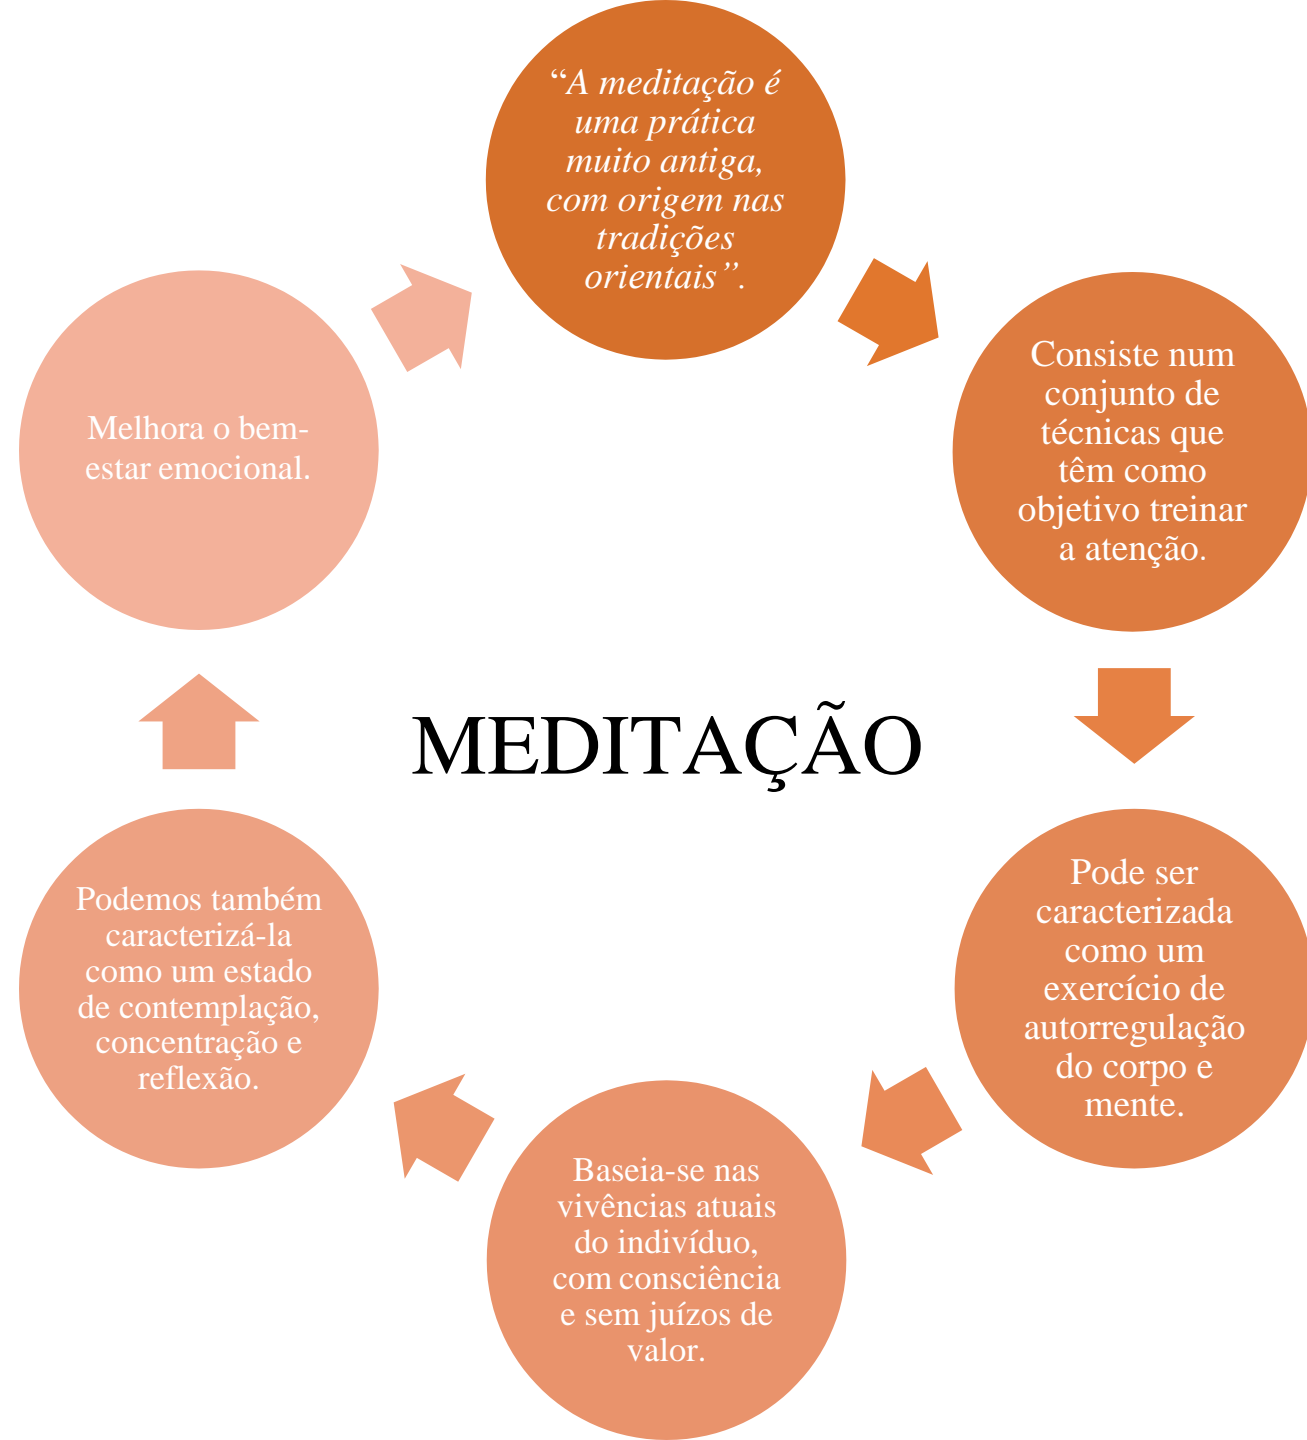 “A meditação é
uma prática
muito antiga,
com origem nas
tradições
orientais”.
Consiste num
conjunto de
técnicas que
têm como
objetivo treinar
a atenção.
Pode ser
caracterizada
como um
exercício de
autorregulação
do corpo e
mente.
Baseia-se nas
vivências atuais
do indivíduo,
com consciência
e sem juízos de
valor.
Podemos também
caracterizá-la
como um estado
de contemplação,
concentração e
reflexão.
Melhora o bem-
estar emocional.
MEDITAÇÃO